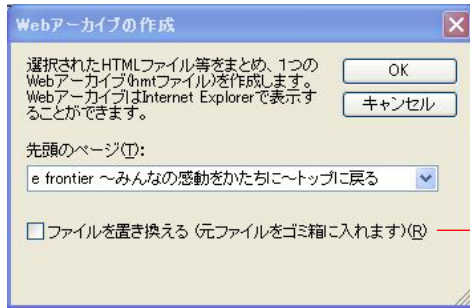 Webアーカイブの作成
選択されたHTMLファイル等をまとめ、1つの
Webアーカイブ(hmtファイル)を作成します。
WebアーカイブはInternet Explorerで表示す
ることができます。
OK
キャンセル
先頭のページ(T):
e frontier ～みんなの感動をかたちに～トップに戻る
ファイルを置き換える (元ファイルをゴミ箱に入れます)(R)